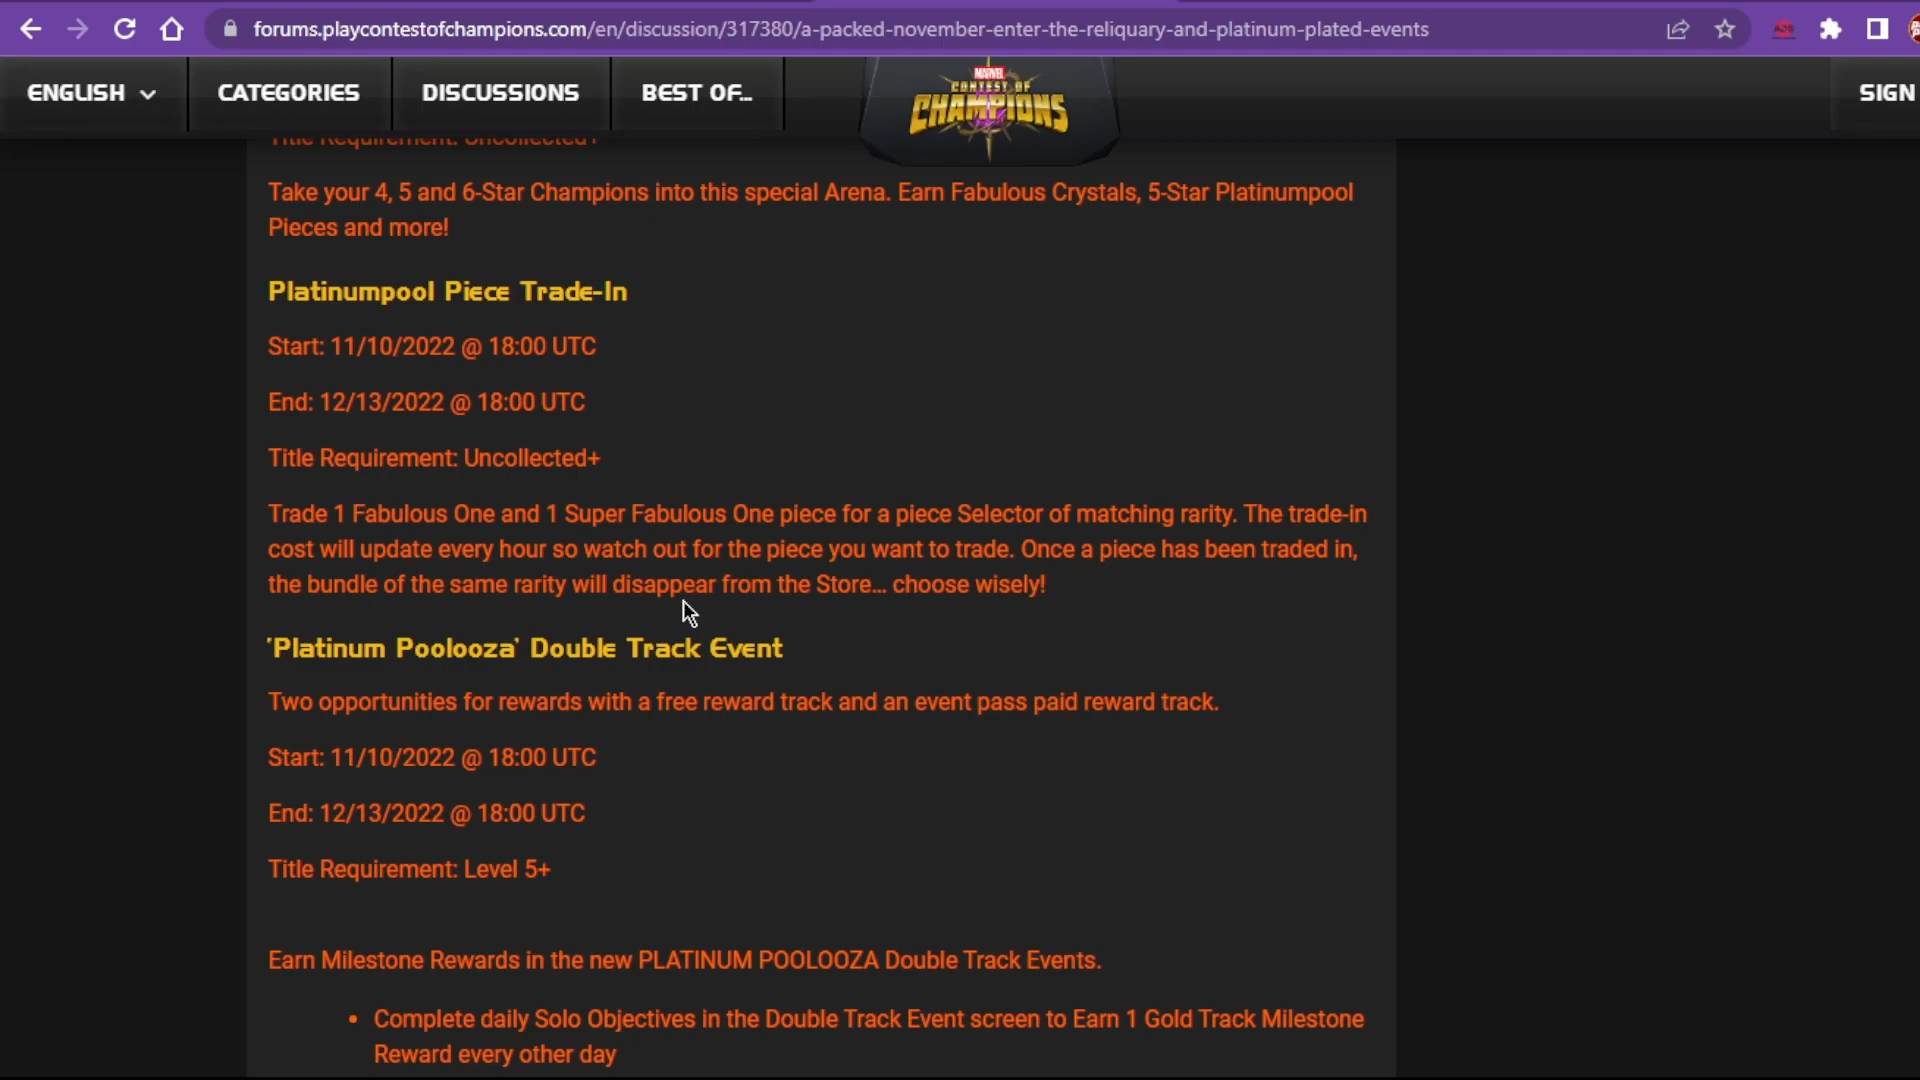 forums.playcontestofchampions.com/en/discussion/317380/a-packed-november-enter-the-reliquary-and-platinum-plated-events
ENGLISH CATEGORIES DISCUSSIONS BEST OF... MARVEL CONTEST OF CHAMPIONS SIGN
Title Requirement: Uncollected+
Take your 4, 5 and 6-Star Champions into this special Arena. Earn Fabulous Crystals, 5-Star Platinumpool
Pieces and more!
Platinumpool Piece Trade-In
Start: 11/10/2022 @ 18:00 UTC
End: 12/13/2022 @ 18:00 UTC
Title Requirement: Uncollected+
Trade 1 Fabulous One and 1 Super Fabulous One piece for a piece Selector of matching rarity. The trade-in
cost will update every hour so watch out for the piece you want to trade. Once a piece has been traded in,
the bundle of the same rarity will disappear from the Store... choose wisely!
'Platinum Poolooza' Double Track Event
Two opportunities for rewards with a free reward track and an event pass paid reward track.
Start: 11/10/2022 @ 18:00 UTC
End: 12/13/2022 @ 18:00 UTC
Title Requirement: Level 5+
Earn Milestone Rewards in the new PLATINUM POOLOOZA Double Track Events.
• Complete daily Solo Objectives in the Double Track Event screen to Earn 1 Gold Track Milestone
Reward every other day